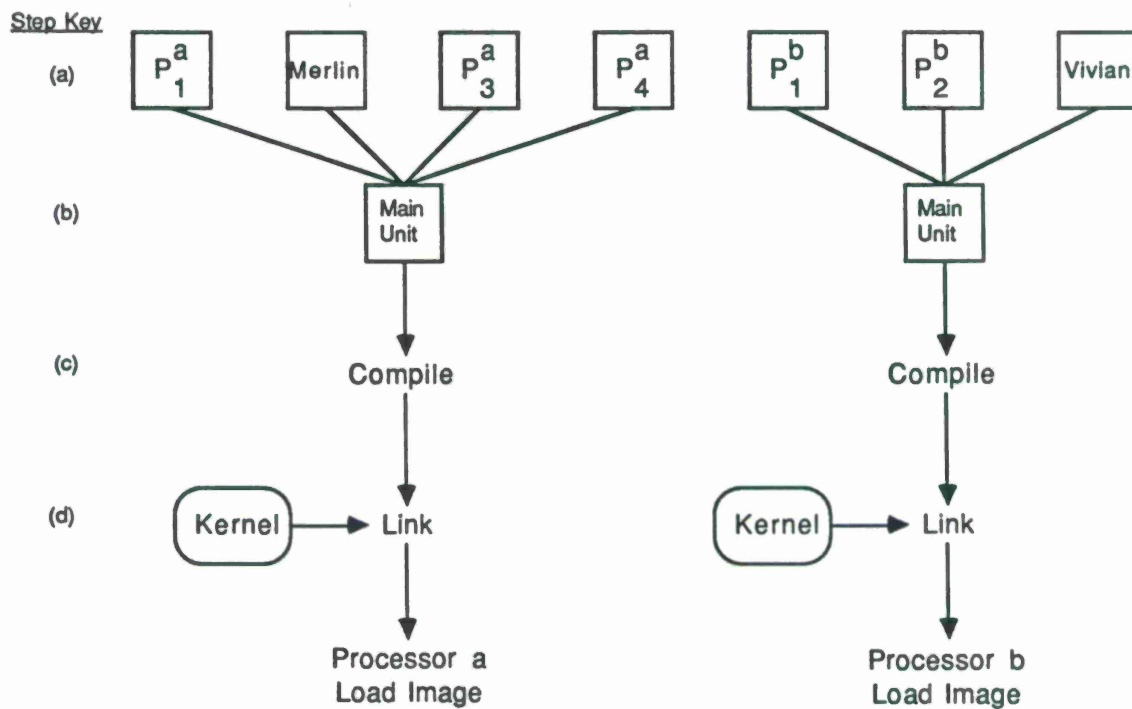 Step Key
(a)
P a 1
Merlin
P a 3
P a 4
P b 1
P b 2
Vivian
(b)
Main
Unit
Main
Unit
(c)
Compile
Compile
(d)
Kernel
Link
Kernel
Link
Processor a
Load Image
Processor b
Load Image